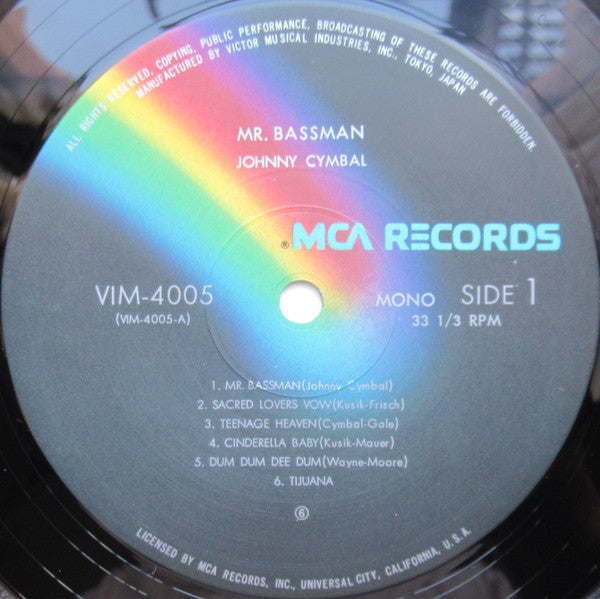 ALL RIGHTS RESERVED. COPYING, PUBLIC PERFORMANCE, BROADCASTING OF THESE RECORDS ARE FORBIDDEN.
MANUFACTURED BY VICTOR MUSICAL INDUSTRIES, INC., TOKYO, JAPAN
MR. BASSMAN
JOHNNY CYMBAL
® MCA RECORDS
VIM-4005
(VIM-4005-A)
MONO SIDE 1
33 1/3 RPM
1. MR. BASSMAN(Johnny Cymbal)
2. SACRED LOVERS VOW(Kusik-Frisch)
3. TEENAGE HEAVEN(Cymbal-Gale)
4. CINDERELLA BABY(Kusik-Mauer)
5. DUM DUM DEE DUM(Wayne-Moore)
6. TIJUANA
⑥
LICENSED BY MCA RECORDS, INC., UNIVERSAL CITY, CALIFORNIA, U.S.A.